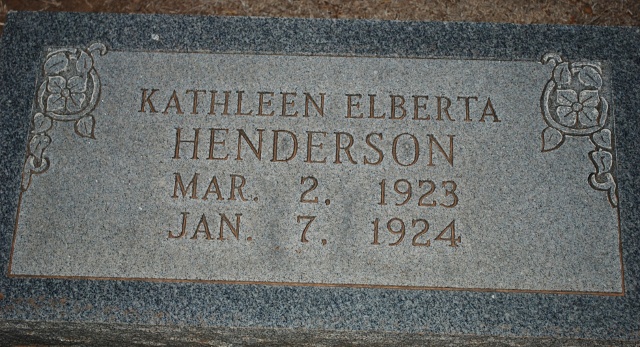 KATHLEEN ELBERTA
HENDERSON
MAR. 2. 1923
JAN. 7. 1924